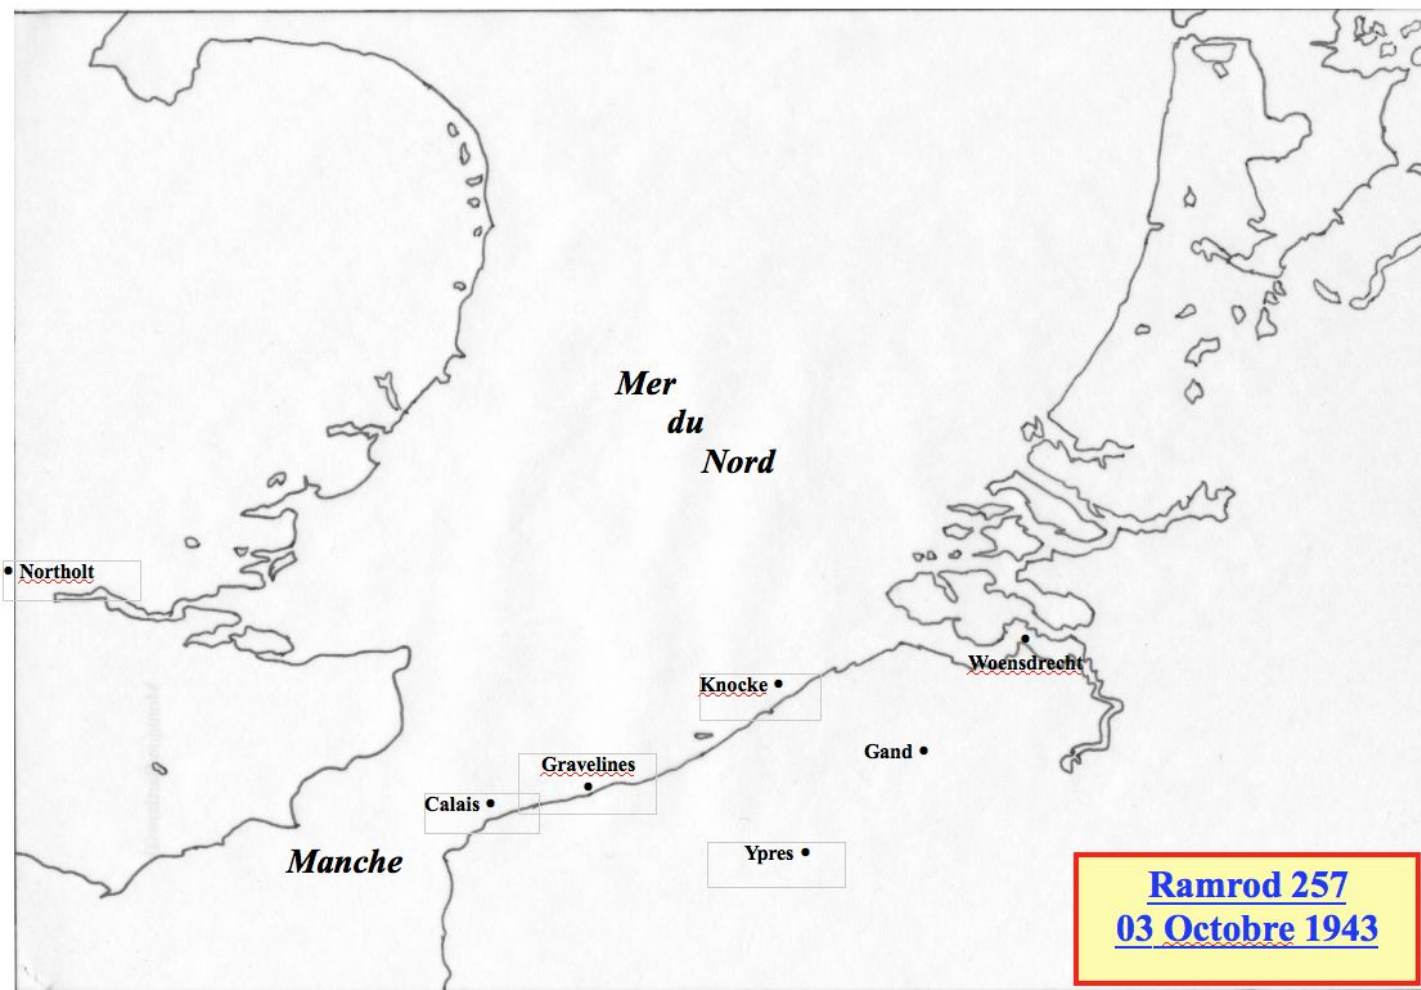 Mer
du
Nord
Northolt
Woensdrecht
Knocke
Gand
Gravelines
Calais
Ypres
Manche
Ramrod 257
03 Octobre 1943